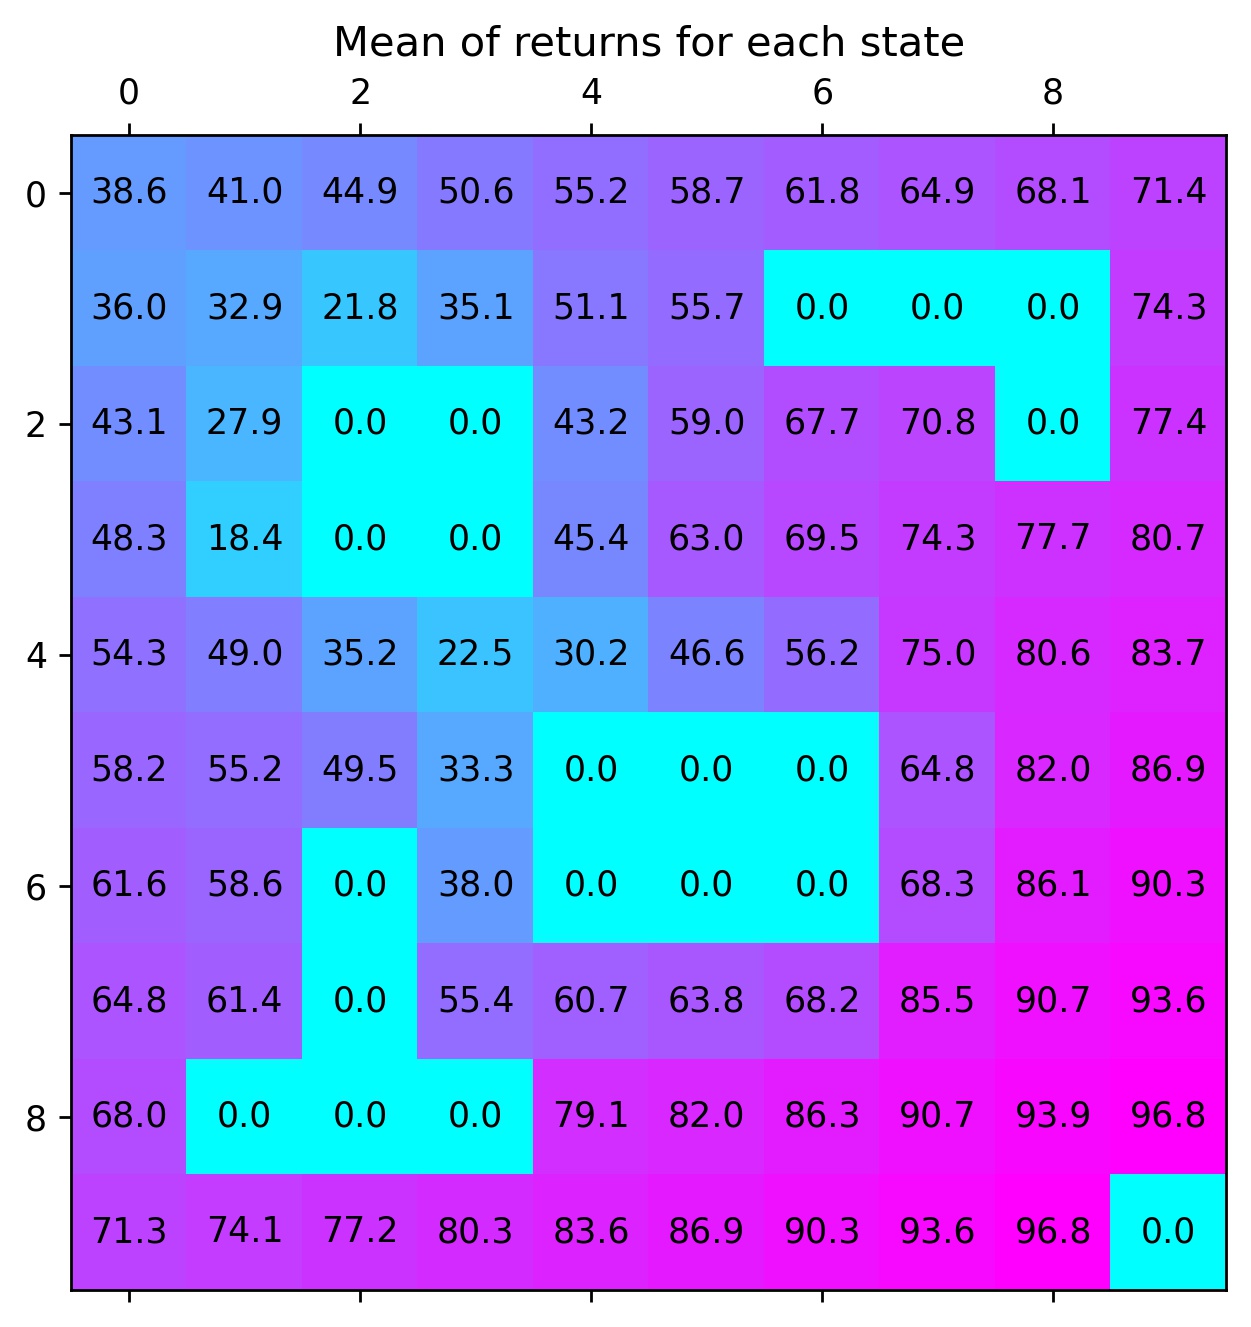 Mean of returns for each state
0 2 4 6 8
0 38.6 41.0 44.9 50.6 55.2 58.7 61.8 64.9 68.1 71.4
36.0 32.9 21.8 35.1 51.1 55.7 0.0 0.0 0.0 74.3
2 43.1 27.9 0.0 0.0 43.2 59.0 67.7 70.8 0.0 77.4
48.3 18.4 0.0 0.0 45.4 63.0 69.5 74.3 77.7 80.7
4 54.3 49.0 35.2 22.5 30.2 46.6 56.2 75.0 80.6 83.7
58.2 55.2 49.5 33.3 0.0 0.0 0.0 64.8 82.0 86.9
6 61.6 58.6 0.0 38.0 0.0 0.0 0.0 68.3 86.1 90.3
64.8 61.4 0.0 55.4 60.7 63.8 68.2 85.5 90.7 93.6
8 68.0 0.0 0.0 0.0 79.1 82.0 86.3 90.7 93.9 96.8
71.3 74.1 77.2 80.3 83.6 86.9 90.3 93.6 96.8 0.0